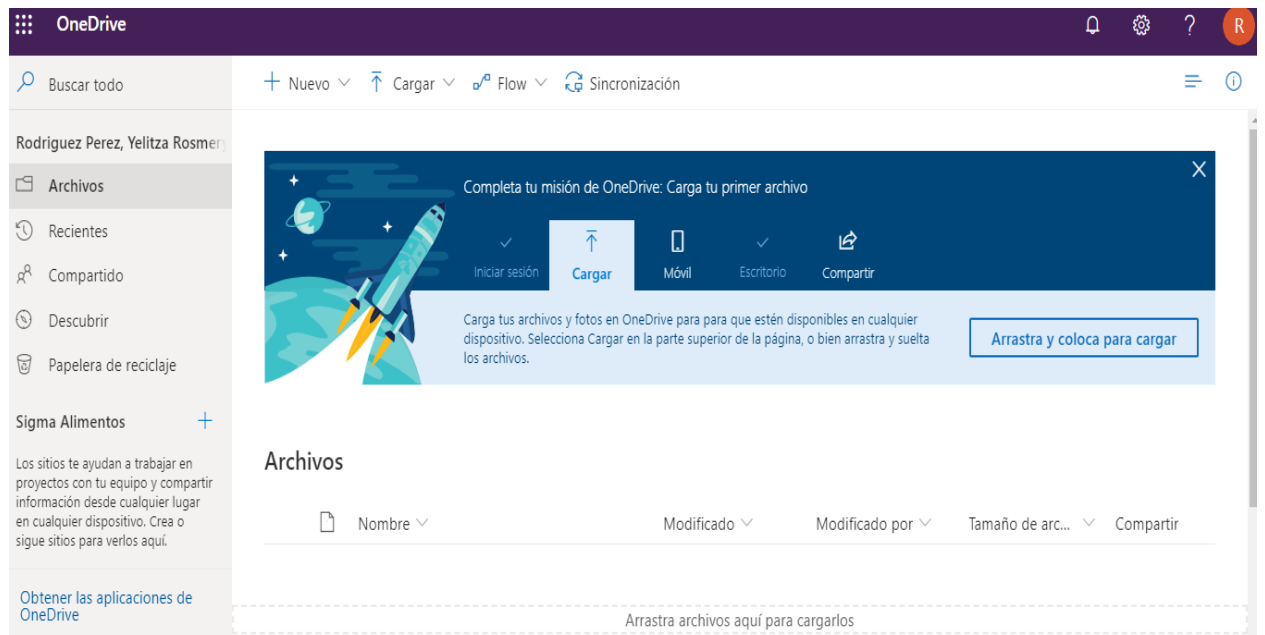 OneDrive
?
R
Buscar todo
Nuevo
Cargar
Flow
Sincronización
Rodriguez Perez, Yelitza Rosmery
Archivos
Recientes
Compartido
Descubrir
Papelera de reciclaje
Sigma Alimentos
Los sitios te ayudan a trabajar en
proyectos con tu equipo y compartir
información desde cualquier lugar
en cualquier dispositivo. Crea o
sigue sitios para verlos aquí.
Obtener las aplicaciones de
OneDrive
Completa tu misión de OneDrive: Carga tu primer archivo
Iniciar sesión
Cargar
Móvil
Escritorio
Compartir
Carga tus archivos y fotos en OneDrive para para que estén disponibles en cualquier
dispositivo. Selecciona Cargar en la parte superior de la página, o bien arrastra y suelta
los archivos.
Arrastra y coloca para cargar
Archivos
Nombre
Modificado
Modificado por
Tamaño de arc...
Compartir
Arrastra archivos aquí para cargarlos